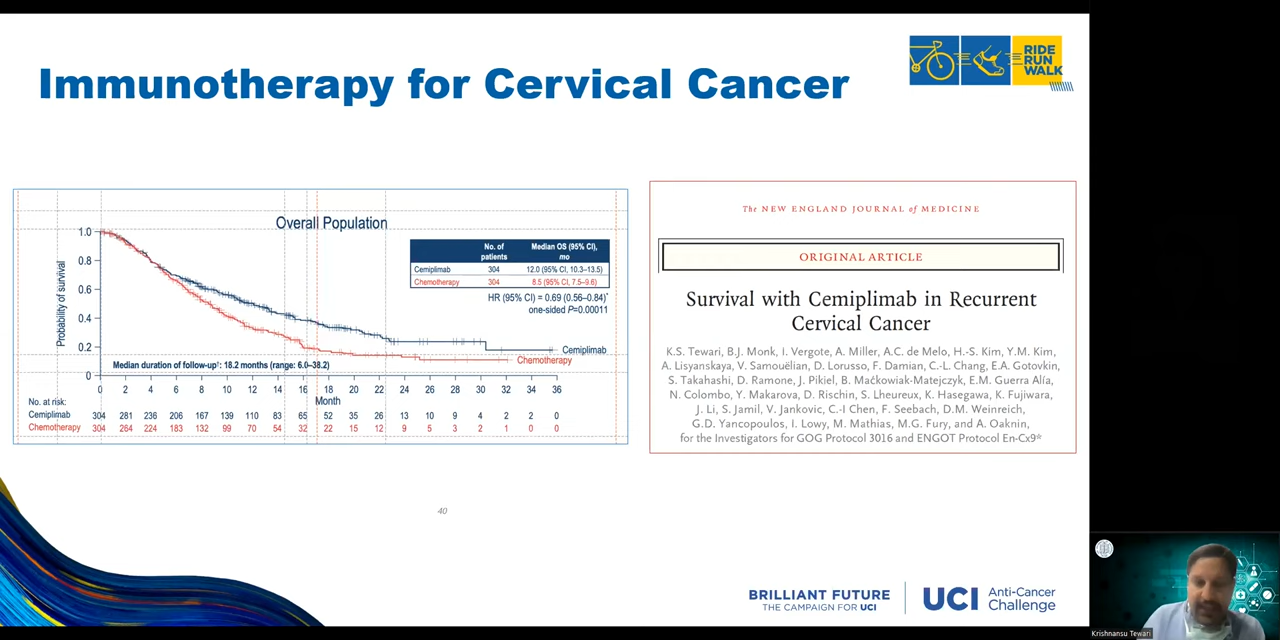 Immunotherapy for Cervical Cancer
RIDE
RUN
WALK
Overall Population
No. of patients Median OS (95% CI), mo
Cemiplimab 304 12.0 (95% CI, 10.3–13.5)
Chemotherapy 304 8.5 (95% CI, 7.5–9.6)
HR (95% CI) = 0.69 (0.56–0.84)*
one-sided P=0.00011
Probability of survival
1.0
0.8
0.6
0.4
0.2
0
Cemiplimab
Chemotherapy
Median duration of follow-up†: 18.2 months (range: 6.0–38.2)
0 2 4 6 8 10 12 14 16 18 20 22 24 26 28 30 32 34 36
Month
No. at risk:
Cemiplimab 304 281 236 206 167 139 110 83 65 52 35 26 13 10 9 4 2 2 0
Chemotherapy 304 264 224 183 132 99 70 54 32 22 15 12 9 5 3 2 1 0 0
The NEW ENGLAND JOURNAL of MEDICINE
ORIGINAL ARTICLE
Survival with Cemiplimab in Recurrent
Cervical Cancer
K.S. Tewari, B.J. Monk, I. Vergote, A. Miller, A.C. de Melo, H.-S. Kim, Y.M. Kim,
A. Lisyanskaya, V. Samouëlian, D. Lorusso, F. Damian, C.-L. Chang, E.A. Gotovkin,
S. Takahashi, D. Ramone, J. Pikiel, B. Maćkowiak-Matejczyk, E.M. Guerra Alía,
N. Colombo, Y. Makarova, D. Rischin, S. Lheureux, K. Hasegawa, K. Fujiwara,
J. Li, S. Jamil, V. Jankovic, C.-I Chen, F. Seebach, D.M. Weinreich,
G.D. Yancopoulos, I. Lowy, M. Mathias, M.G. Fury, and A. Oaknin,
for the Investigators for GOG Protocol 3016 and ENGOT Protocol En-Cx9*
40
BRILLIANT FUTURE
THE CAMPAIGN FOR UCI
UCI Anti-Cancer
Challenge
Krishnansu Tewari